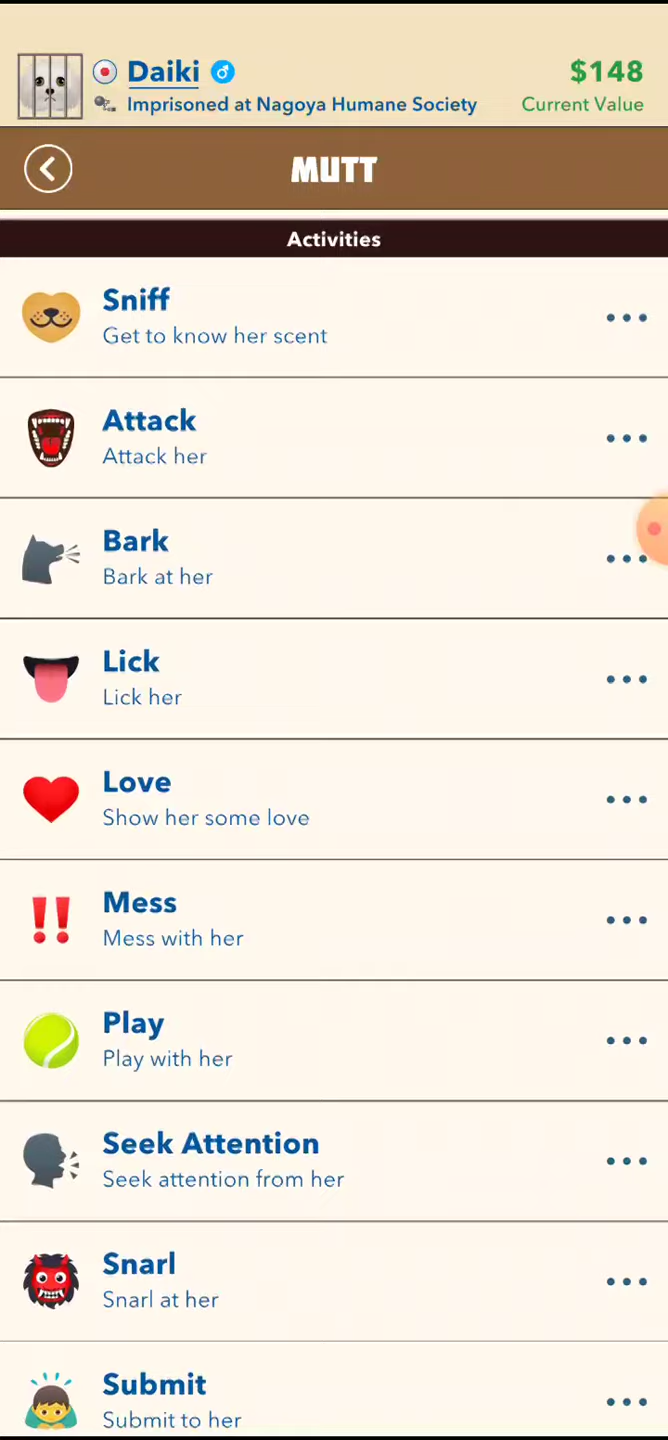 Daiki
$148
Imprisoned at Nagoya Humane Society
Current Value
MUTT
Activities
Sniff
Get to know her scent
Attack
Attack her
Bark
Bark at her
Lick
Lick her
Love
Show her some love
Mess
Mess with her
Play
Play with her
Seek Attention
Seek attention from her
Snarl
Snarl at her
Submit
Submit to her